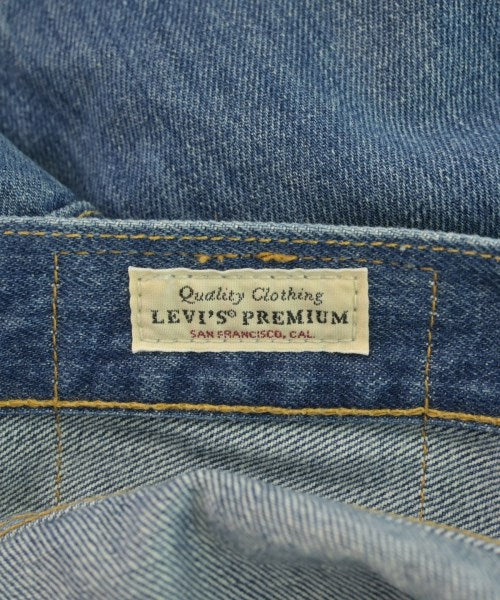 Quality Clothing
LEVI'S® PREMIUM
SAN FRANCISCO, CAL.